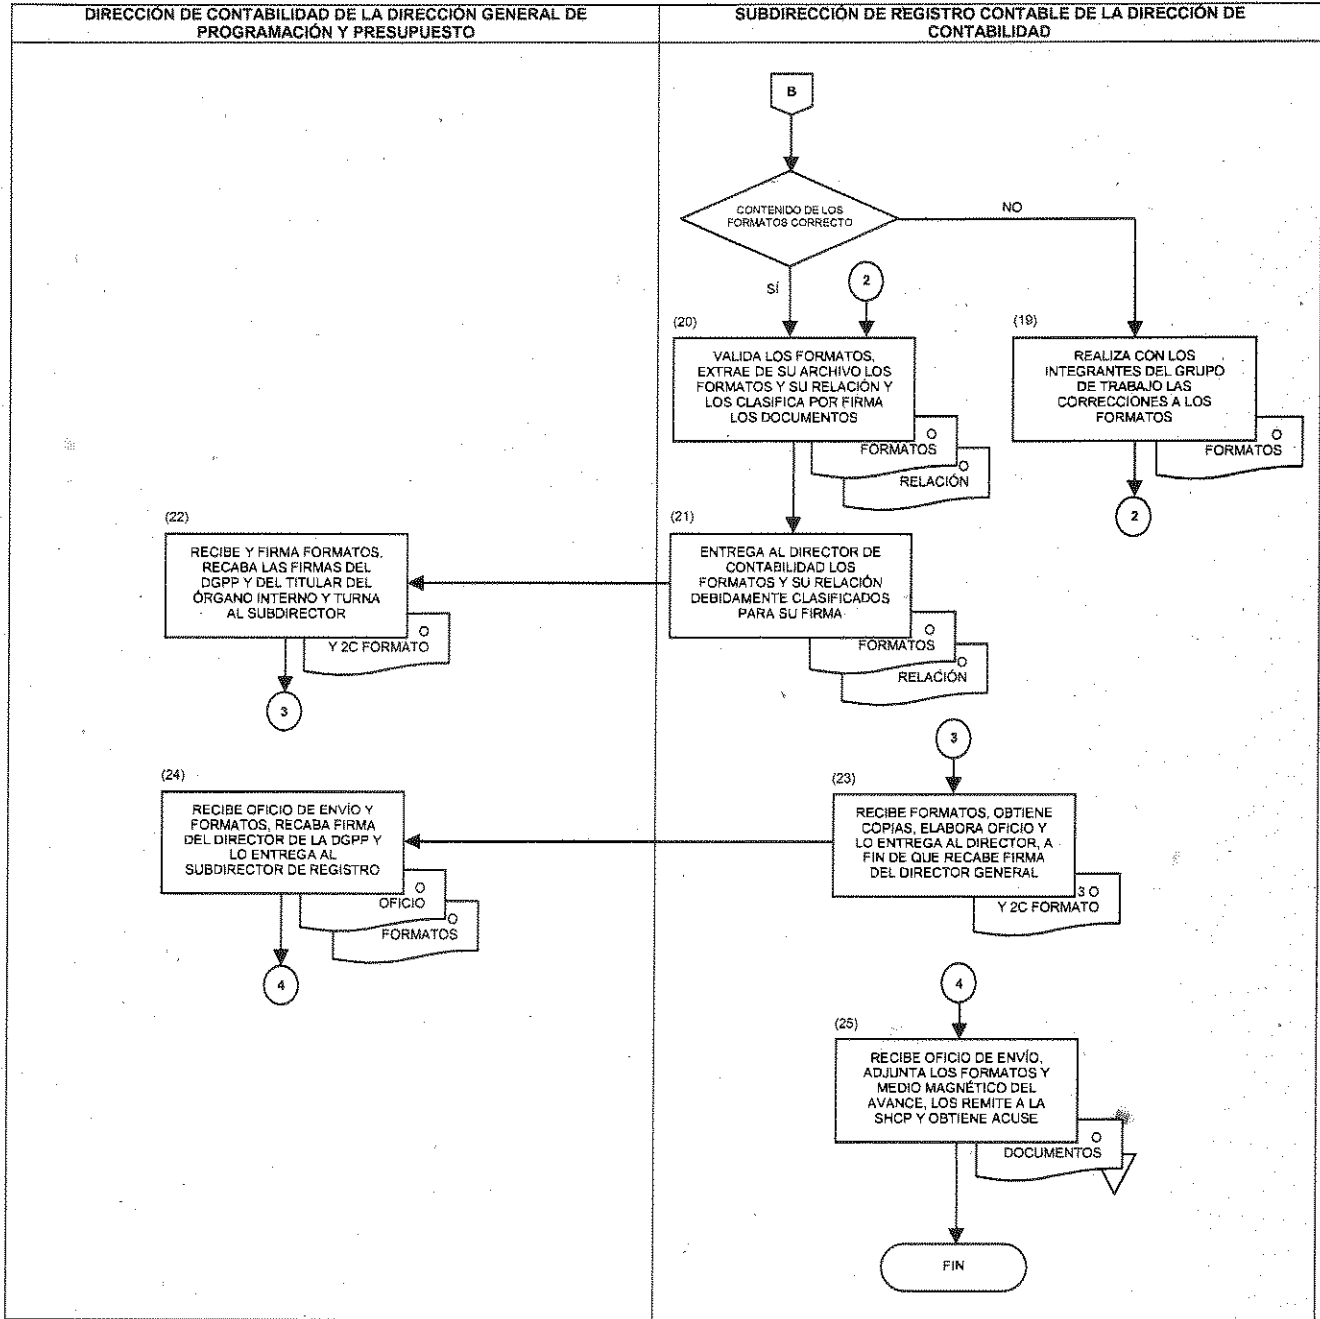 DIRECCIÓN DE CONTABILIDAD DE LA DIRECCIÓN GENERAL DE
PROGRAMACIÓN Y PRESUPUESTO
SUBDIRECCIÓN DE REGISTRO CONTABLE DE LA DIRECCIÓN DE
CONTABILIDAD
B
CONTENIDO DE LOS
FORMATOS CORRECTO
NO
SÍ
2
(20)
VALIDA LOS FORMATOS,
EXTRAE DE SU ARCHIVO LOS
FORMATOS Y SU RELACIÓN Y
LOS CLASIFICA POR FIRMA
LOS DOCUMENTOS
O
FORMATOS
O
RELACIÓN
(19)
REALIZA CON LOS
INTEGRANTES DEL GRUPO
DE TRABAJO LAS
CORRECCIONES A LOS
FORMATOS
O
FORMATOS
2
(21)
ENTREGA AL DIRECTOR DE
CONTABILIDAD LOS
FORMATOS Y SU RELACIÓN
DEBIDAMENTE CLASIFICADOS
PARA SU FIRMA
O
FORMATOS
O
RELACIÓN
(22)
RECIBE Y FIRMA FORMATOS,
RECABA LAS FIRMAS DEL
DGPP Y DEL TITULAR DEL
ÓRGANO INTERNO Y TURNA
AL SUBDIRECTOR
O
Y 2C FORMATO
3
3
(23)
RECIBE FORMATOS, OBTIENE
COPIAS, ELABORA OFICIO Y
LO ENTREGA AL DIRECTOR, A
FIN DE QUE RECABE FIRMA
DEL DIRECTOR GENERAL
3 O
Y 2C FORMATO
(24)
RECIBE OFICIO DE ENVÍO Y
FORMATOS, RECABA FIRMA
DEL DIRECTOR DE LA DGPP Y
LO ENTREGA AL
SUBDIRECTOR DE REGISTRO
O
OFICIO
O
FORMATOS
4
4
(25)
RECIBE OFICIO DE ENVÍO,
ADJUNTA LOS FORMATOS Y
MEDIO MAGNÉTICO DEL
AVANCE, LOS REMITE A LA
SHCP Y OBTIENE ACUSE
O
DOCUMENTOS
FIN